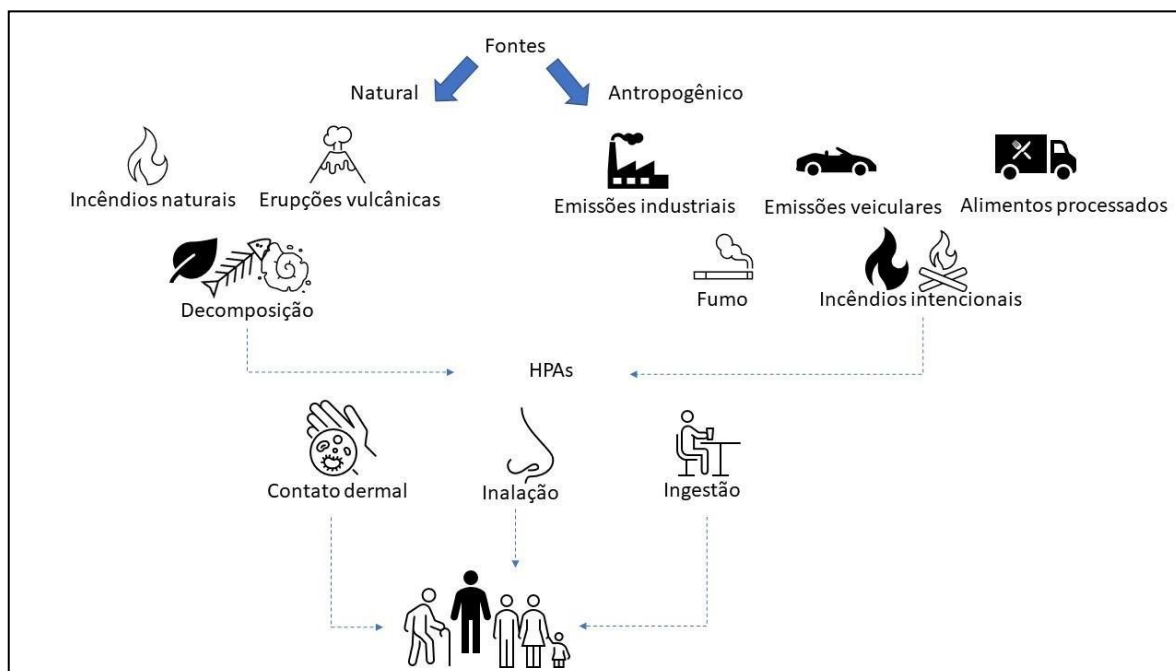 Fontes
Natural
Antropogênico
Incêndios naturais
Erupções vulcânicas
Emissões industriais
Emissões veiculares
Alimentos processados
Decomposição
Fumo
Incêndios intencionais
HPAs
Contato dermal
Inalação
Ingestão